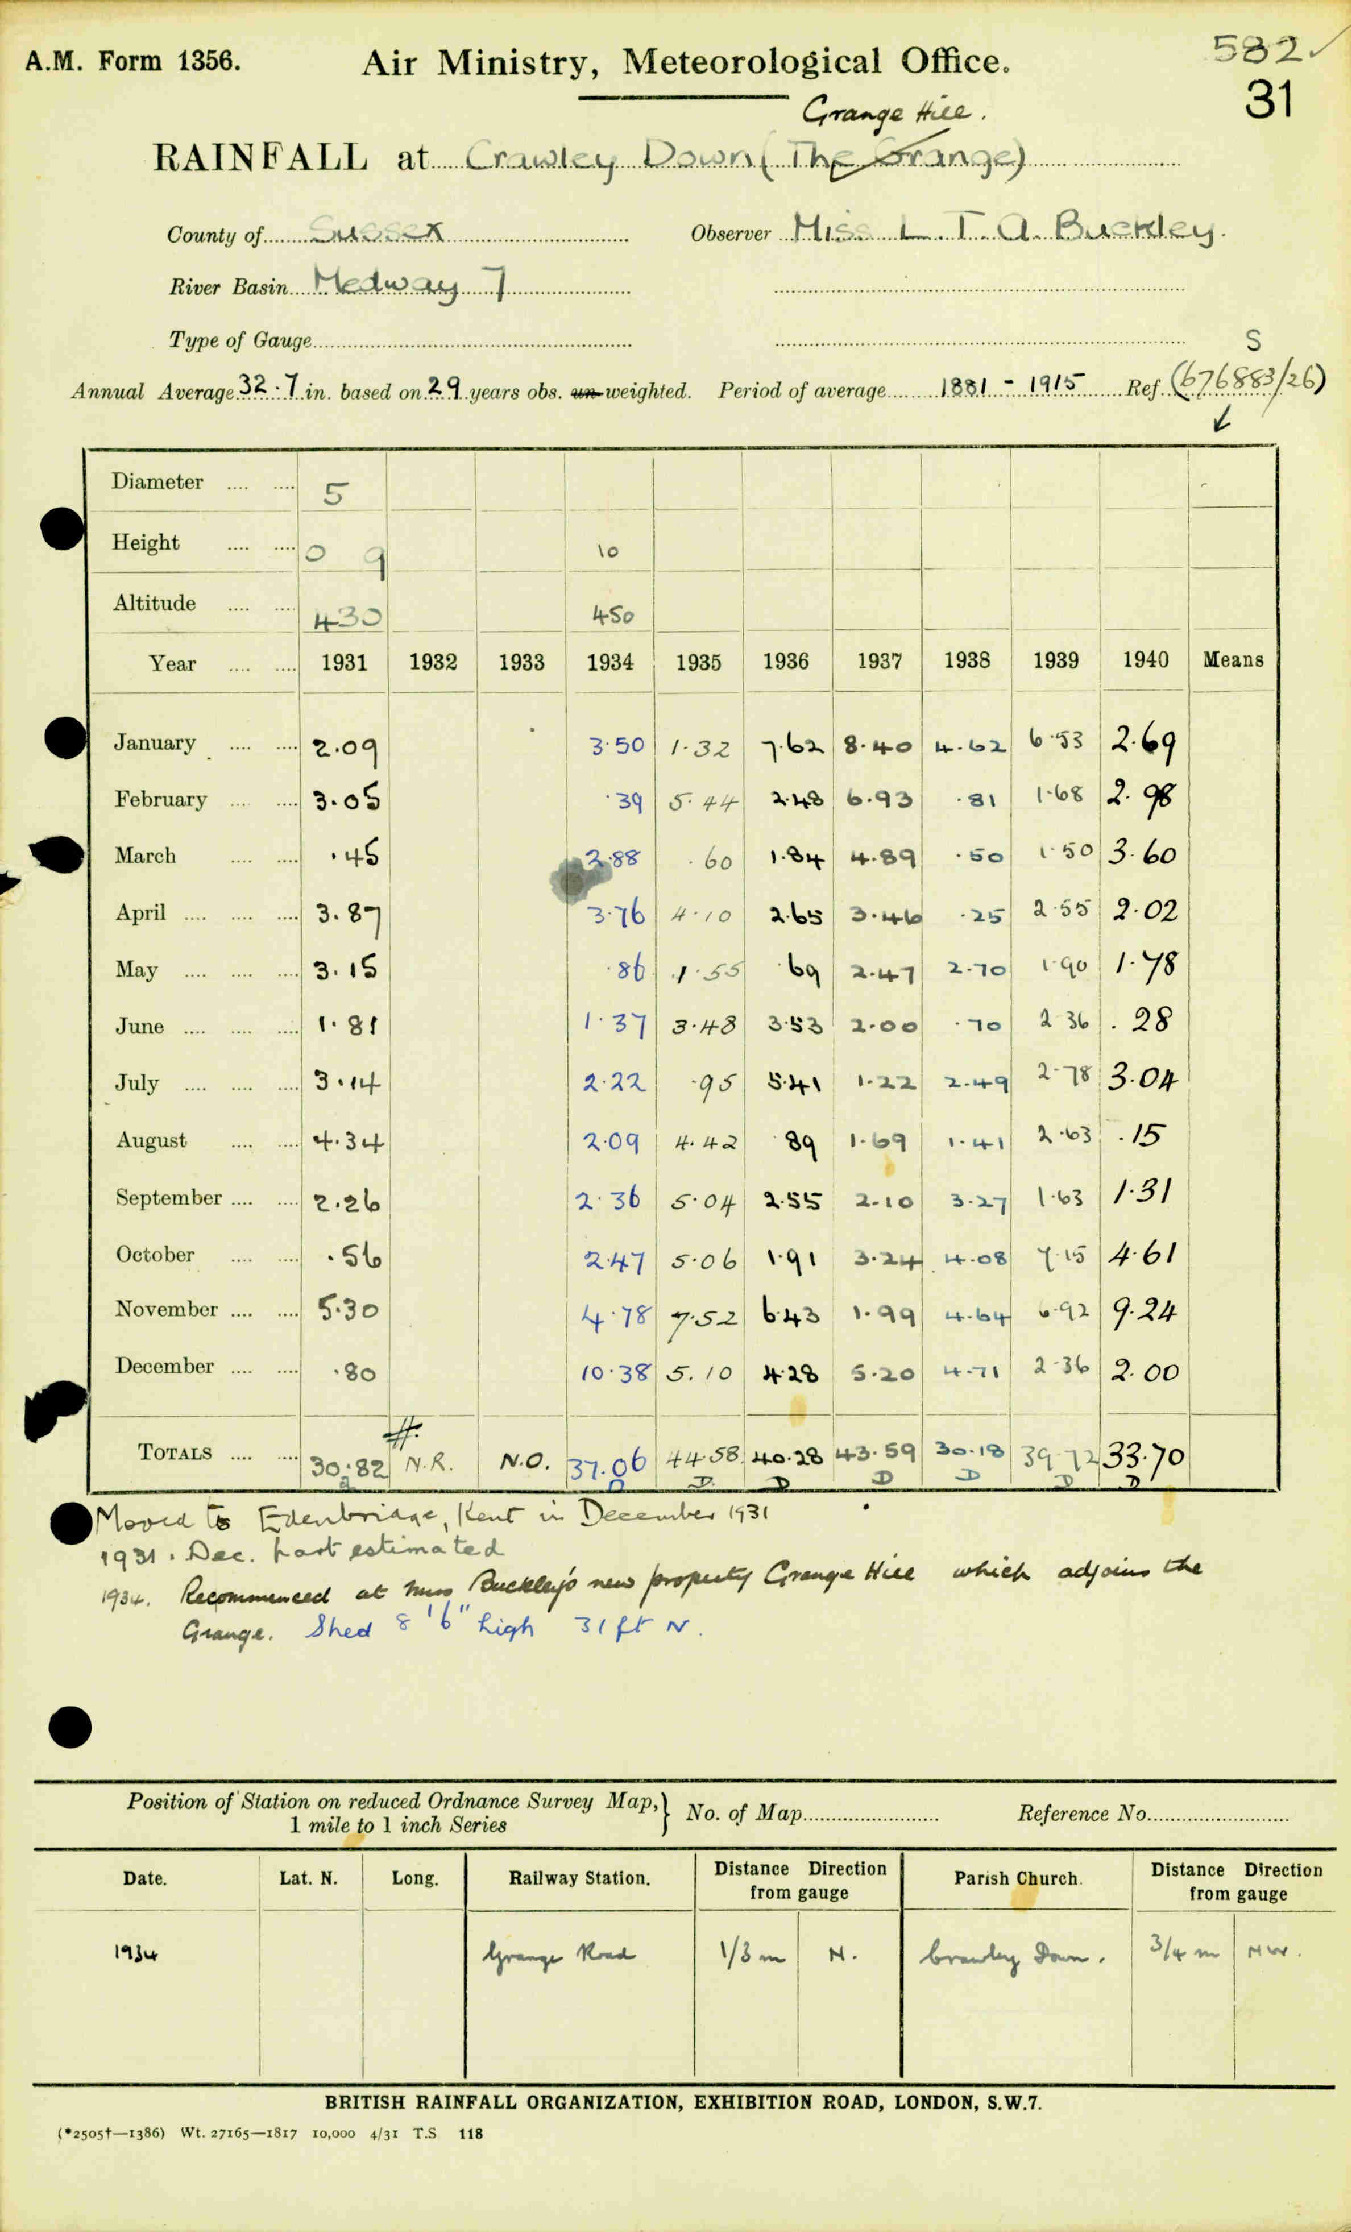 A.M. Form 1356. Air Ministry, Meteorological Office. 582 ✓
31
Grange Hill.
RAINFALL at Crawley Down (The Grange)
County of Sussex Observer Miss L. T. A. Buckley.
River Basin Medway 7
Type of Gauge
S
Annual Average 32.7 in. based on 29 years obs. un-weighted. Period of average 1881 - 1915 Ref. (676883/26)
Diameter .... .... 5
Height .... .... 0 9 10
Altitude .... .... 430 450
Year .... .... 1931 1932 1933 1934 1935 1936 1937 1938 1939 1940 Means
January .... .... 2.09 3.50 1.32 7.62 8.40 4.62 6.53 2.69
February .... .... 3.05 .39 5.44 2.48 6.93 .81 1.68 2.98
March .... .... .45 2.88 .60 1.84 4.89 .50 1.50 3.60
April .... .... .... 3.87 3.76 4.10 2.65 3.46 .25 2.55 2.02
May .... .... .... 3.15 .86 1.55 .69 2.47 2.70 1.90 1.78
June .... .... .... 1.81 1.37 3.48 3.53 2.00 .70 2.36 .28
July .... .... .... 3.14 2.22 .95 5.41 1.22 2.49 2.78 3.04
August .... .... 4.34 2.09 4.42 .89 1.69 1.41 2.63 .15
September .... .... 2.26 2.36 5.04 2.55 2.10 3.27 1.63 1.31
October .... .... .56 2.47 5.06 1.91 3.24 4.08 7.15 4.61
November .... .... 5.30 4.78 7.52 6.43 1.99 4.64 6.92 9.24
December .... .... .80 10.38 5.10 4.28 5.20 4.71 2.36 2.00
TOTALS .... .... 30.82 N.R. N.O. 37.06 44.58 40.28 43.59 30.18 39.72 33.70
D D D D D D
Moved to Edenbridge, Kent in December 1931
1931. Dec. part estimated
1934. Recommenced at Miss Buckley's new property Grange Hill which adjoins the
Grange. Shed 8'6" high 31 ft N.
Position of Station on reduced Ordnance Survey Map, } No. of Map Reference No.
1 mile to 1 inch Series
Date. Lat. N. Long. Railway Station. Distance Direction from gauge Parish Church. Distance Direction from gauge
1934 Grange Road 1/3 m N. Crawley Down. 3/4 m NW.
BRITISH RAINFALL ORGANIZATION, EXHIBITION ROAD, LONDON, S.W.7.
(*2505†—1386) Wt. 27165—1817 10,000 4/31 T.S 118